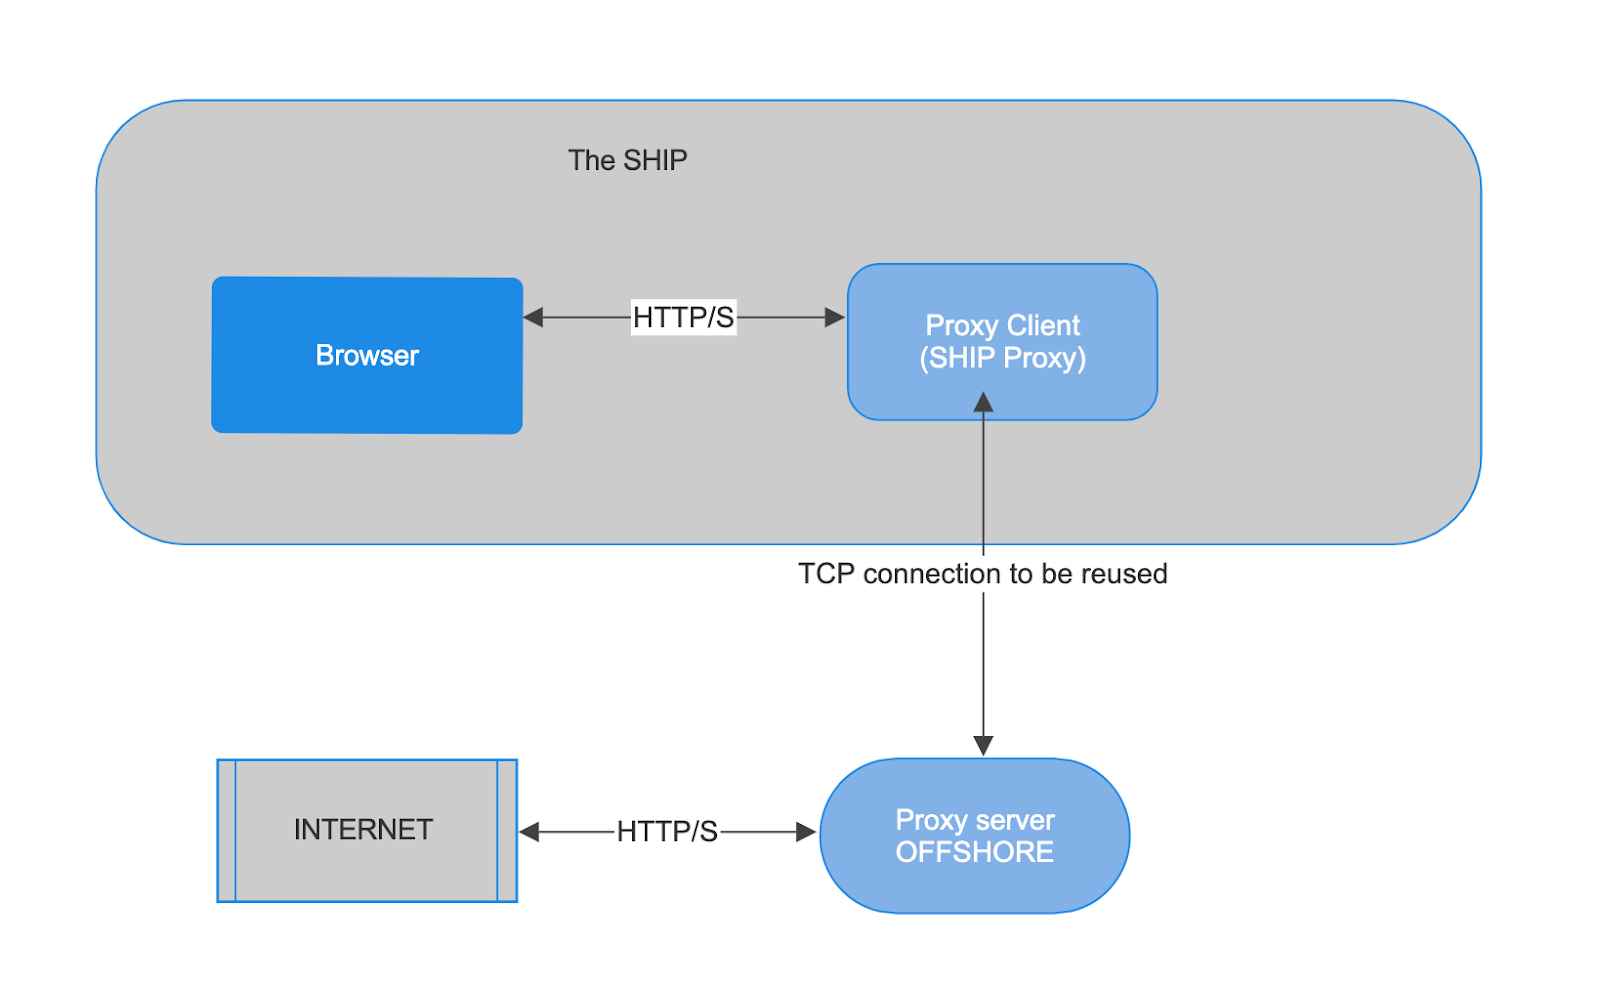 The SHIP
Browser
HTTP/S
Proxy Client
(SHIP Proxy)
TCP connection to be reused
INTERNET
HTTP/S
Proxy server
OFFSHORE